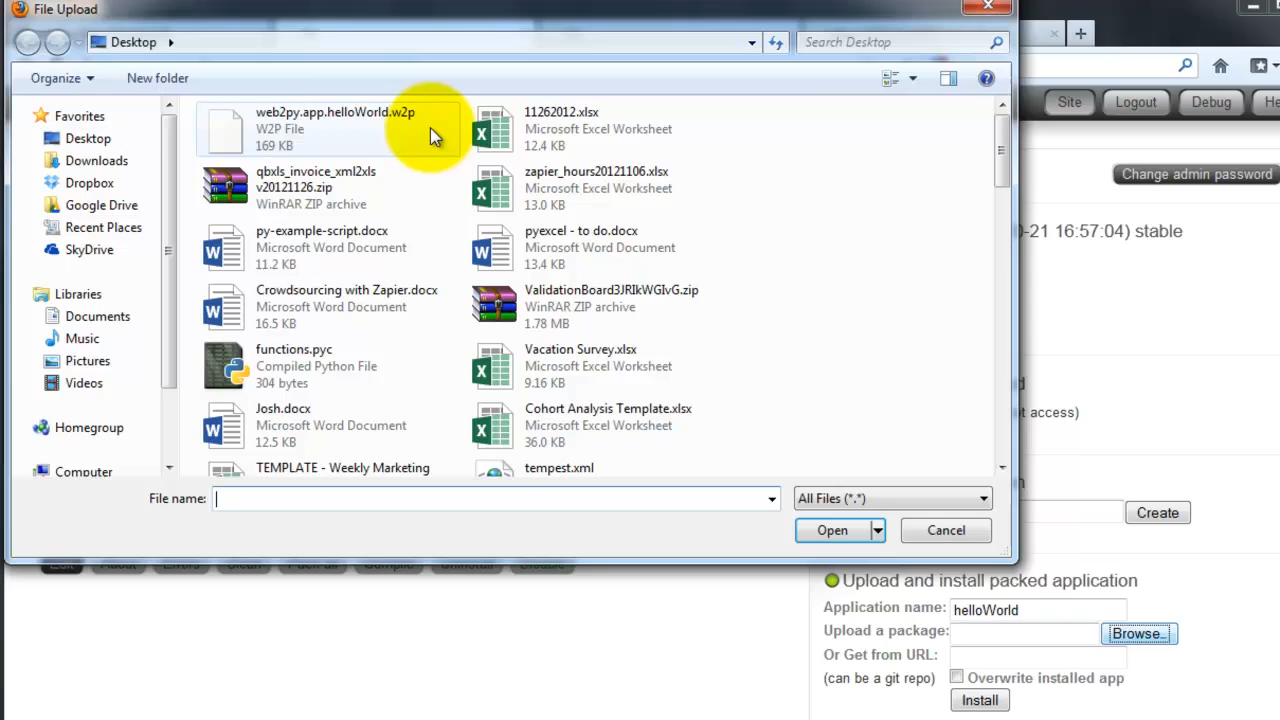 File Upload
Desktop
Search Desktop
Organize
New folder
Favorites
Desktop
Downloads
Dropbox
Google Drive
Recent Places
SkyDrive
Libraries
Documents
Music
Pictures
Videos
Homegroup
Computer
web2py.app.helloWorld.w2p
W2P File
169 KB
qbxls_invoice_xml2xls
v20121126.zip
WinRAR ZIP archive
py-example-script.docx
Microsoft Word Document
11.2 KB
Crowdsourcing with Zapier.docx
Microsoft Word Document
16.5 KB
functions.pyc
Compiled Python File
304 bytes
Josh.docx
Microsoft Word Document
12.5 KB
TEMPLATE - Weekly Marketing
11262012.xlsx
Microsoft Excel Worksheet
12.4 KB
zapier_hours20121106.xlsx
Microsoft Excel Worksheet
13.0 KB
pyexcel - to do.docx
Microsoft Word Document
13.4 KB
ValidationBoard3JRIkWGIvG.zip
WinRAR ZIP archive
1.78 MB
Vacation Survey.xlsx
Microsoft Excel Worksheet
9.16 KB
Cohort Analysis Template.xlsx
Microsoft Excel Worksheet
36.0 KB
tempest.xml
File name:
All Files (*.*)
Open
Cancel
Site
Logout
Debug
He
Change admin password
0-21 16:57:04) stable
t access)
Create
Upload and install packed application
Application name: helloWorld
Upload a package: Browse...
Or Get from URL:
(can be a git repo) Overwrite installed app
Install